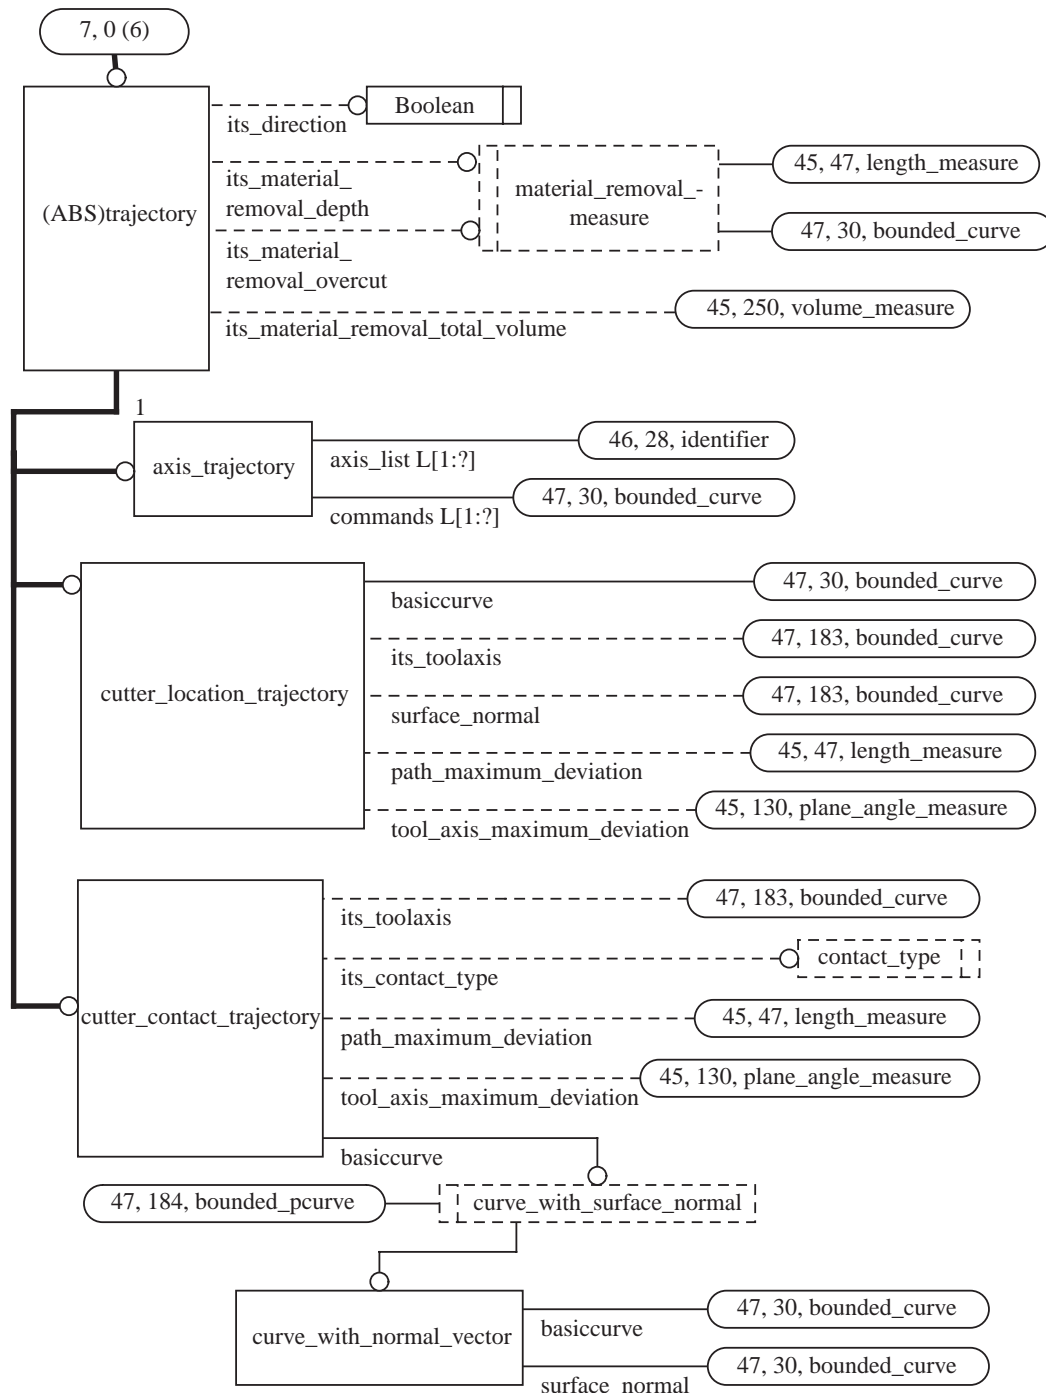 7, 0 (6)
Boolean
its_direction
(ABS)trajectory
its_material_
removal_depth
material_removal_-
measure
45, 47, length_measure
47, 30, bounded_curve
its_material_
removal_overcut
45, 250, volume_measure
its_material_removal_total_volume
1
axis_trajectory
46, 28, identifier
axis_list L[1:?]
47, 30, bounded_curve
commands L[1:?]
cutter_location_trajectory
47, 30, bounded_curve
basiccurve
47, 183, bounded_curve
its_toolaxis
47, 183, bounded_curve
surface_normal
45, 47, length_measure
path_maximum_deviation
45, 130, plane_angle_measure
tool_axis_maximum_deviation
cutter_contact_trajectory
47, 183, bounded_curve
its_toolaxis
contact_type
its_contact_type
45, 47, length_measure
path_maximum_deviation
45, 130, plane_angle_measure
tool_axis_maximum_deviation
basiccurve
47, 184, bounded_pcurve
curve_with_surface_normal
curve_with_normal_vector
47, 30, bounded_curve
basiccurve
47, 30, bounded_curve
surface_normal